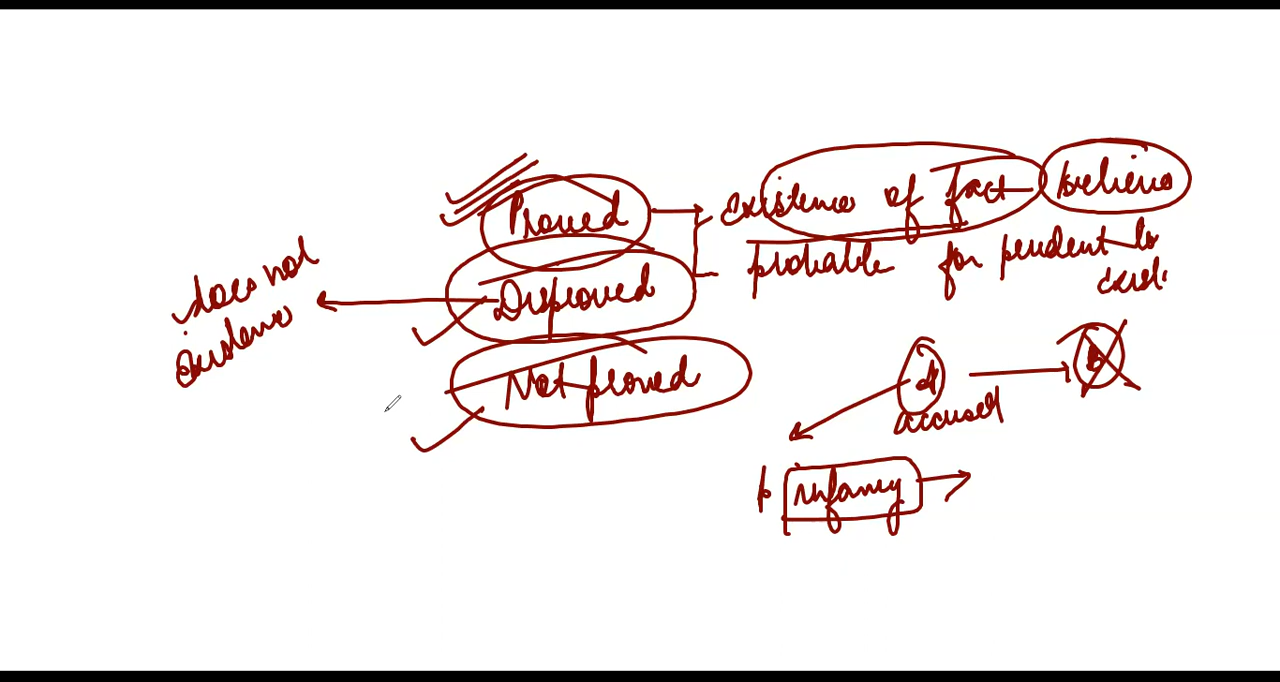 Proved
existence of fact believe
probable for prudent to
exist.
Disproved
does not
existence
Not proved
A
accused
B
infancy